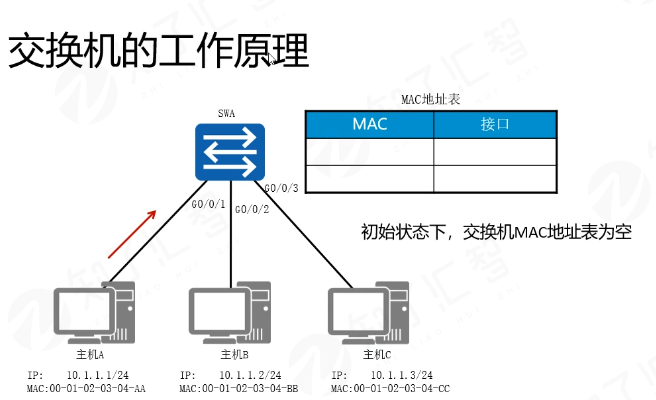 交换机的工作原理
MAC地址表
SWA
MAC 接口
G0/0/3
G0/0/1
G0/0/2
初始状态下，交换机MAC地址表为空
主机A
主机B
主机C
IP: 10.1.1.1/24
MAC:00-01-02-03-04-AA
IP: 10.1.1.2/24
MAC:00-01-02-03-04-BB
IP: 10.1.1.3/24
MAC:00-01-02-03-04-CC